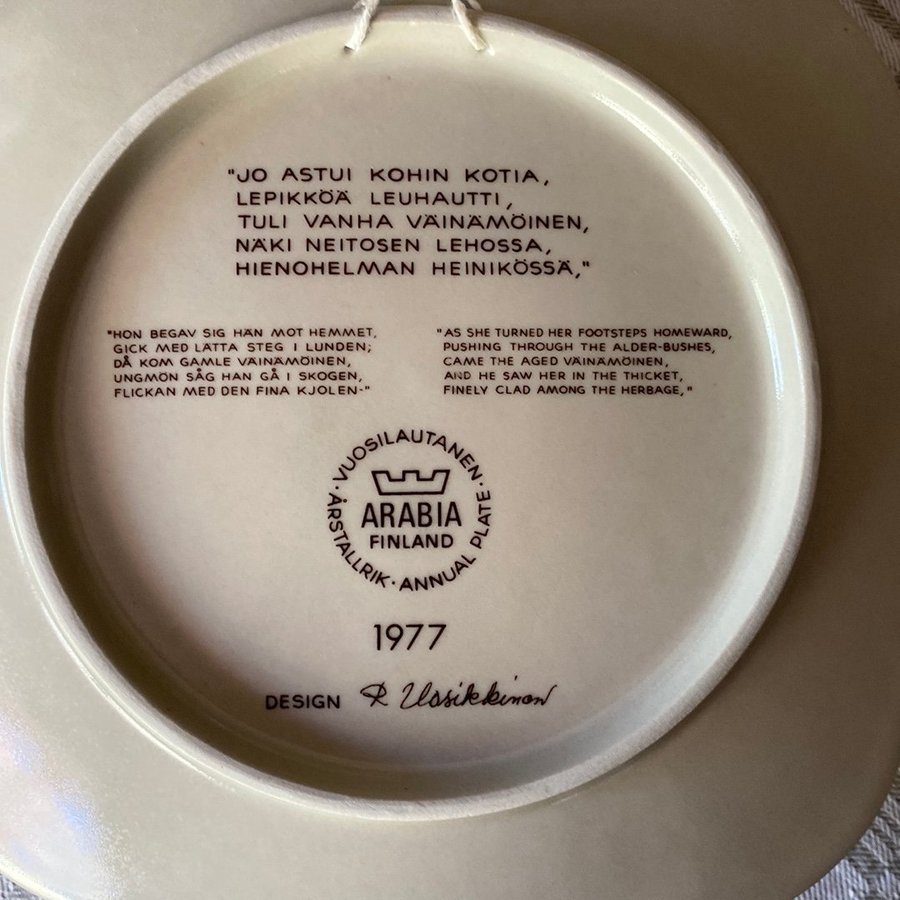 "JO ASTUI KOHIN KOTIA,
LEPIKKÖÄ LEUHAUTTI,
TULI VANHA VÄINÄMÖINEN,
NÄKI NEITOSEN LEHOSSA,
HIENOHELMAN HEINIKÖSSÄ,"
"HON BEGAV SIG HÄN MOT HEMMET,
GICK MED LÄTTA STEG I LUNDEN;
DÅ KOM GAMLE VÄINÄMÖINEN,
UNGMÖN SÅG HAN GÅ I SKOGEN,
FLICKAN MED DEN FINA KJOLEN-"
"AS SHE TURNED HER FOOTSTEPS HOMEWARD,
PUSHING THROUGH THE ALDER-BUSHES,
CAME THE AGED VÄINÄMÖINEN,
AND HE SAW HER IN THE THICKET,
FINELY CLAD AMONG THE HERBAGE,"
·VUOSILAUTANEN·
ÅRSTALLRIK·ANNUAL PLATE
ARABIA
FINLAND
1977
DESIGN R Uosikkinen